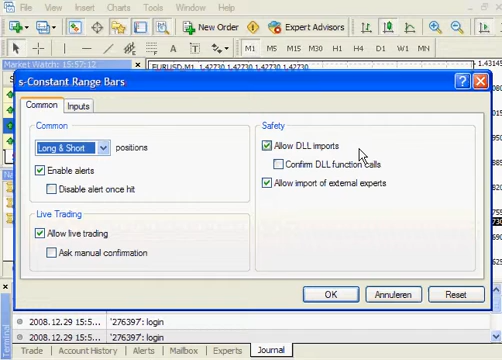 File View Insert Charts Tools Window Help
New Order Expert Advisors
M1 M5 M15 M30 H1 H4 D1 W1 MN
Market Watch: 15:57:12
EURUSD,M1 1.42730 1.42730 1.42730 1.42730
1.43145
s-Constant Range Bars
Common Inputs
Common
Long & Short positions
Enable alerts
Disable alert once hit
Live Trading
Allow live trading
Ask manual confirmation
Safety
Allow DLL imports
Confirm DLL function calls
Allow import of external experts
OK Annuleren Reset
2008.12.29 15:5... '276397': login
2008.12.29 15:5... '276397': login
Terminal
Trade Account History Alerts Mailbox Experts Journal